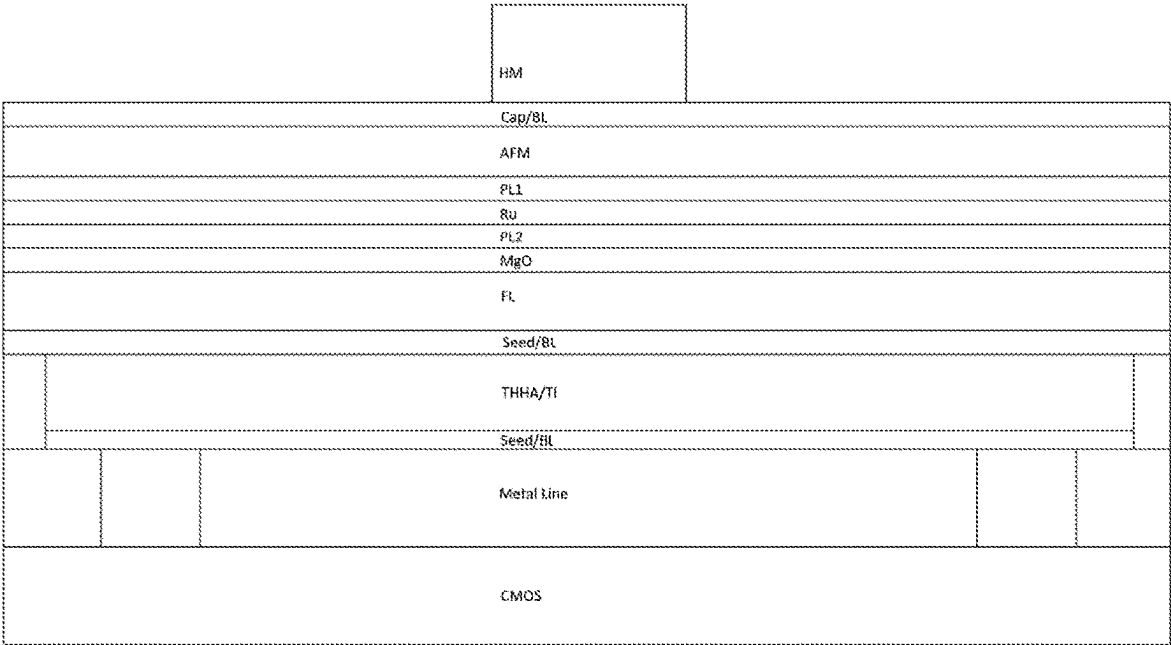 HM
Cap/BL
AFM
PL1
Ru
PL2
MgO
FL
Seed/BL
THHA/TI
Seed/BL
Metal Line
CMOS